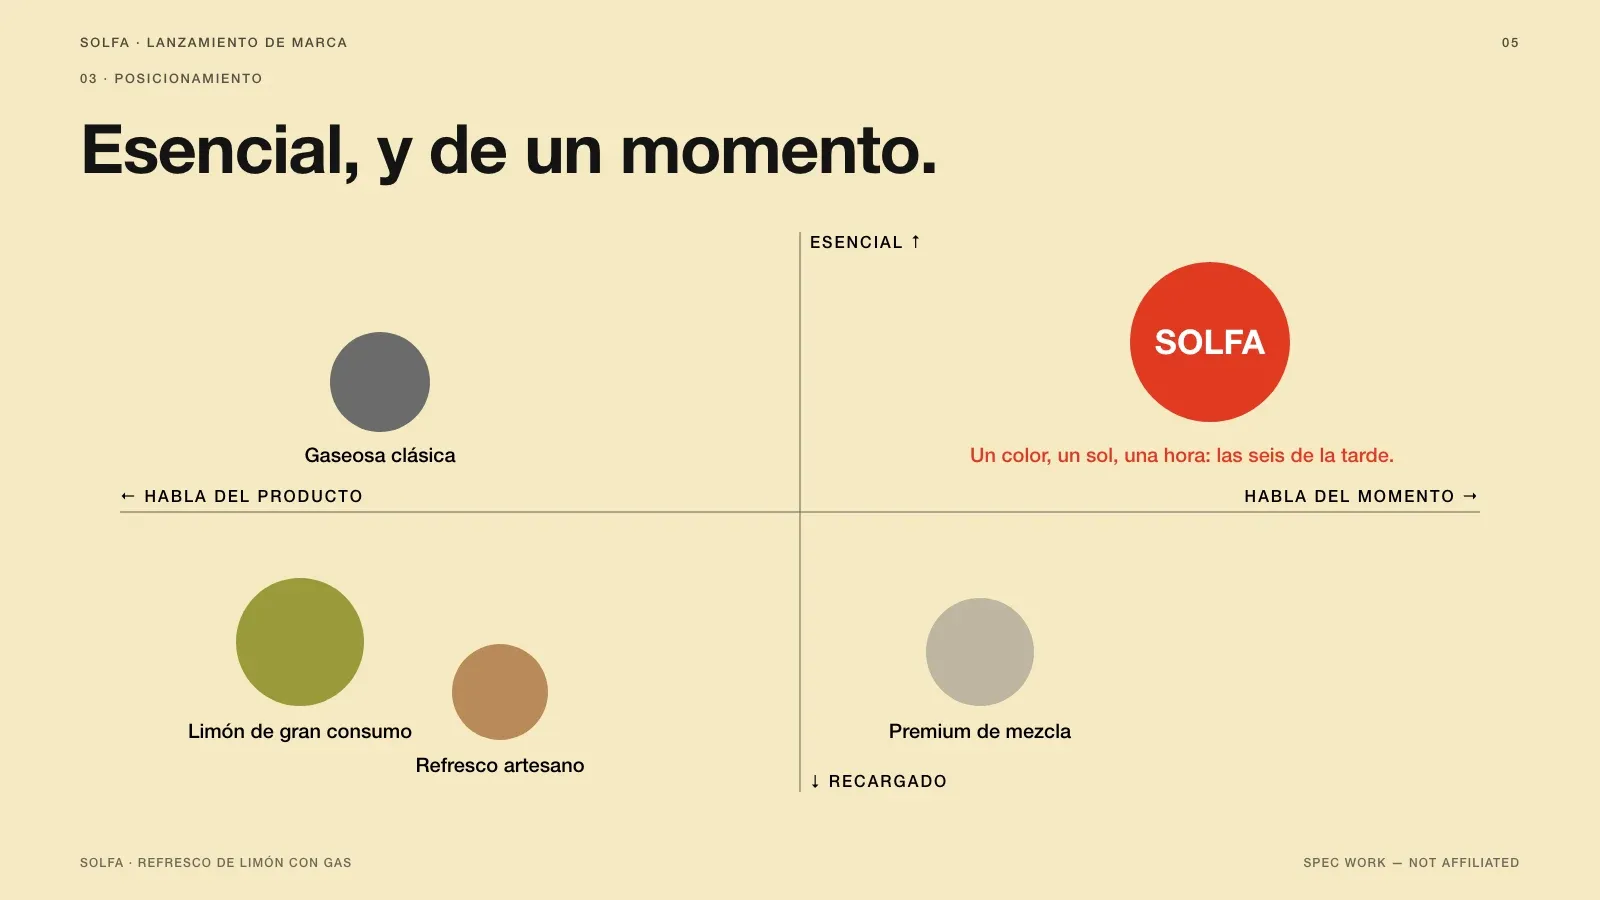 SOLFA · LANZAMIENTO DE MARCA
05
03 · POSICIONAMIENTO
Esencial, y de un momento.
ESENCIAL ↑
SOLFA
Gaseosa clásica
Un color, un sol, una hora: las seis de la tarde.
← HABLA DEL PRODUCTO
HABLA DEL MOMENTO →
Limón de gran consumo
Premium de mezcla
Refresco artesano
↓ RECARGADO
SOLFA · REFRESCO DE LIMÓN CON GAS
SPEC WORK — NOT AFFILIATED